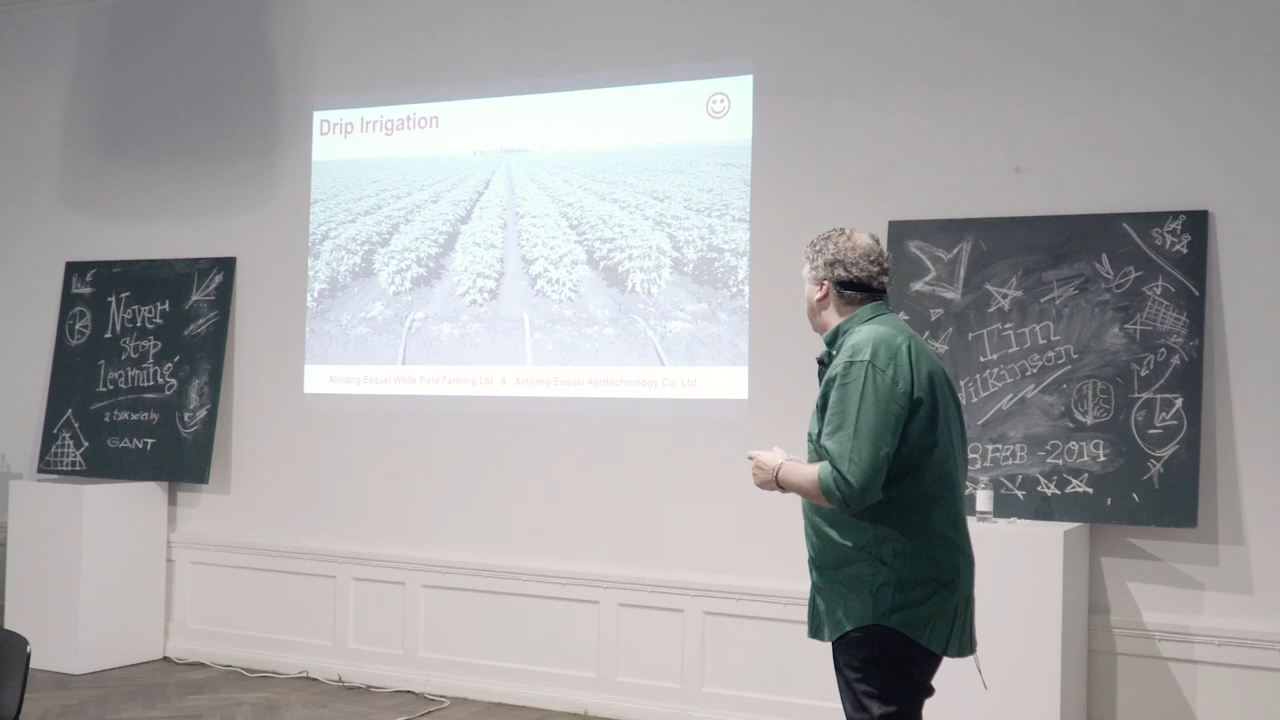 Drip Irrigation
Xinjiang Esquel White Field Farming Ltd & Xinjiang Esquel Agritechnology Co. Ltd.
Never
stop
learning
a talk series by
GANT
Tim
Wilkinson
8 FEB - 2019